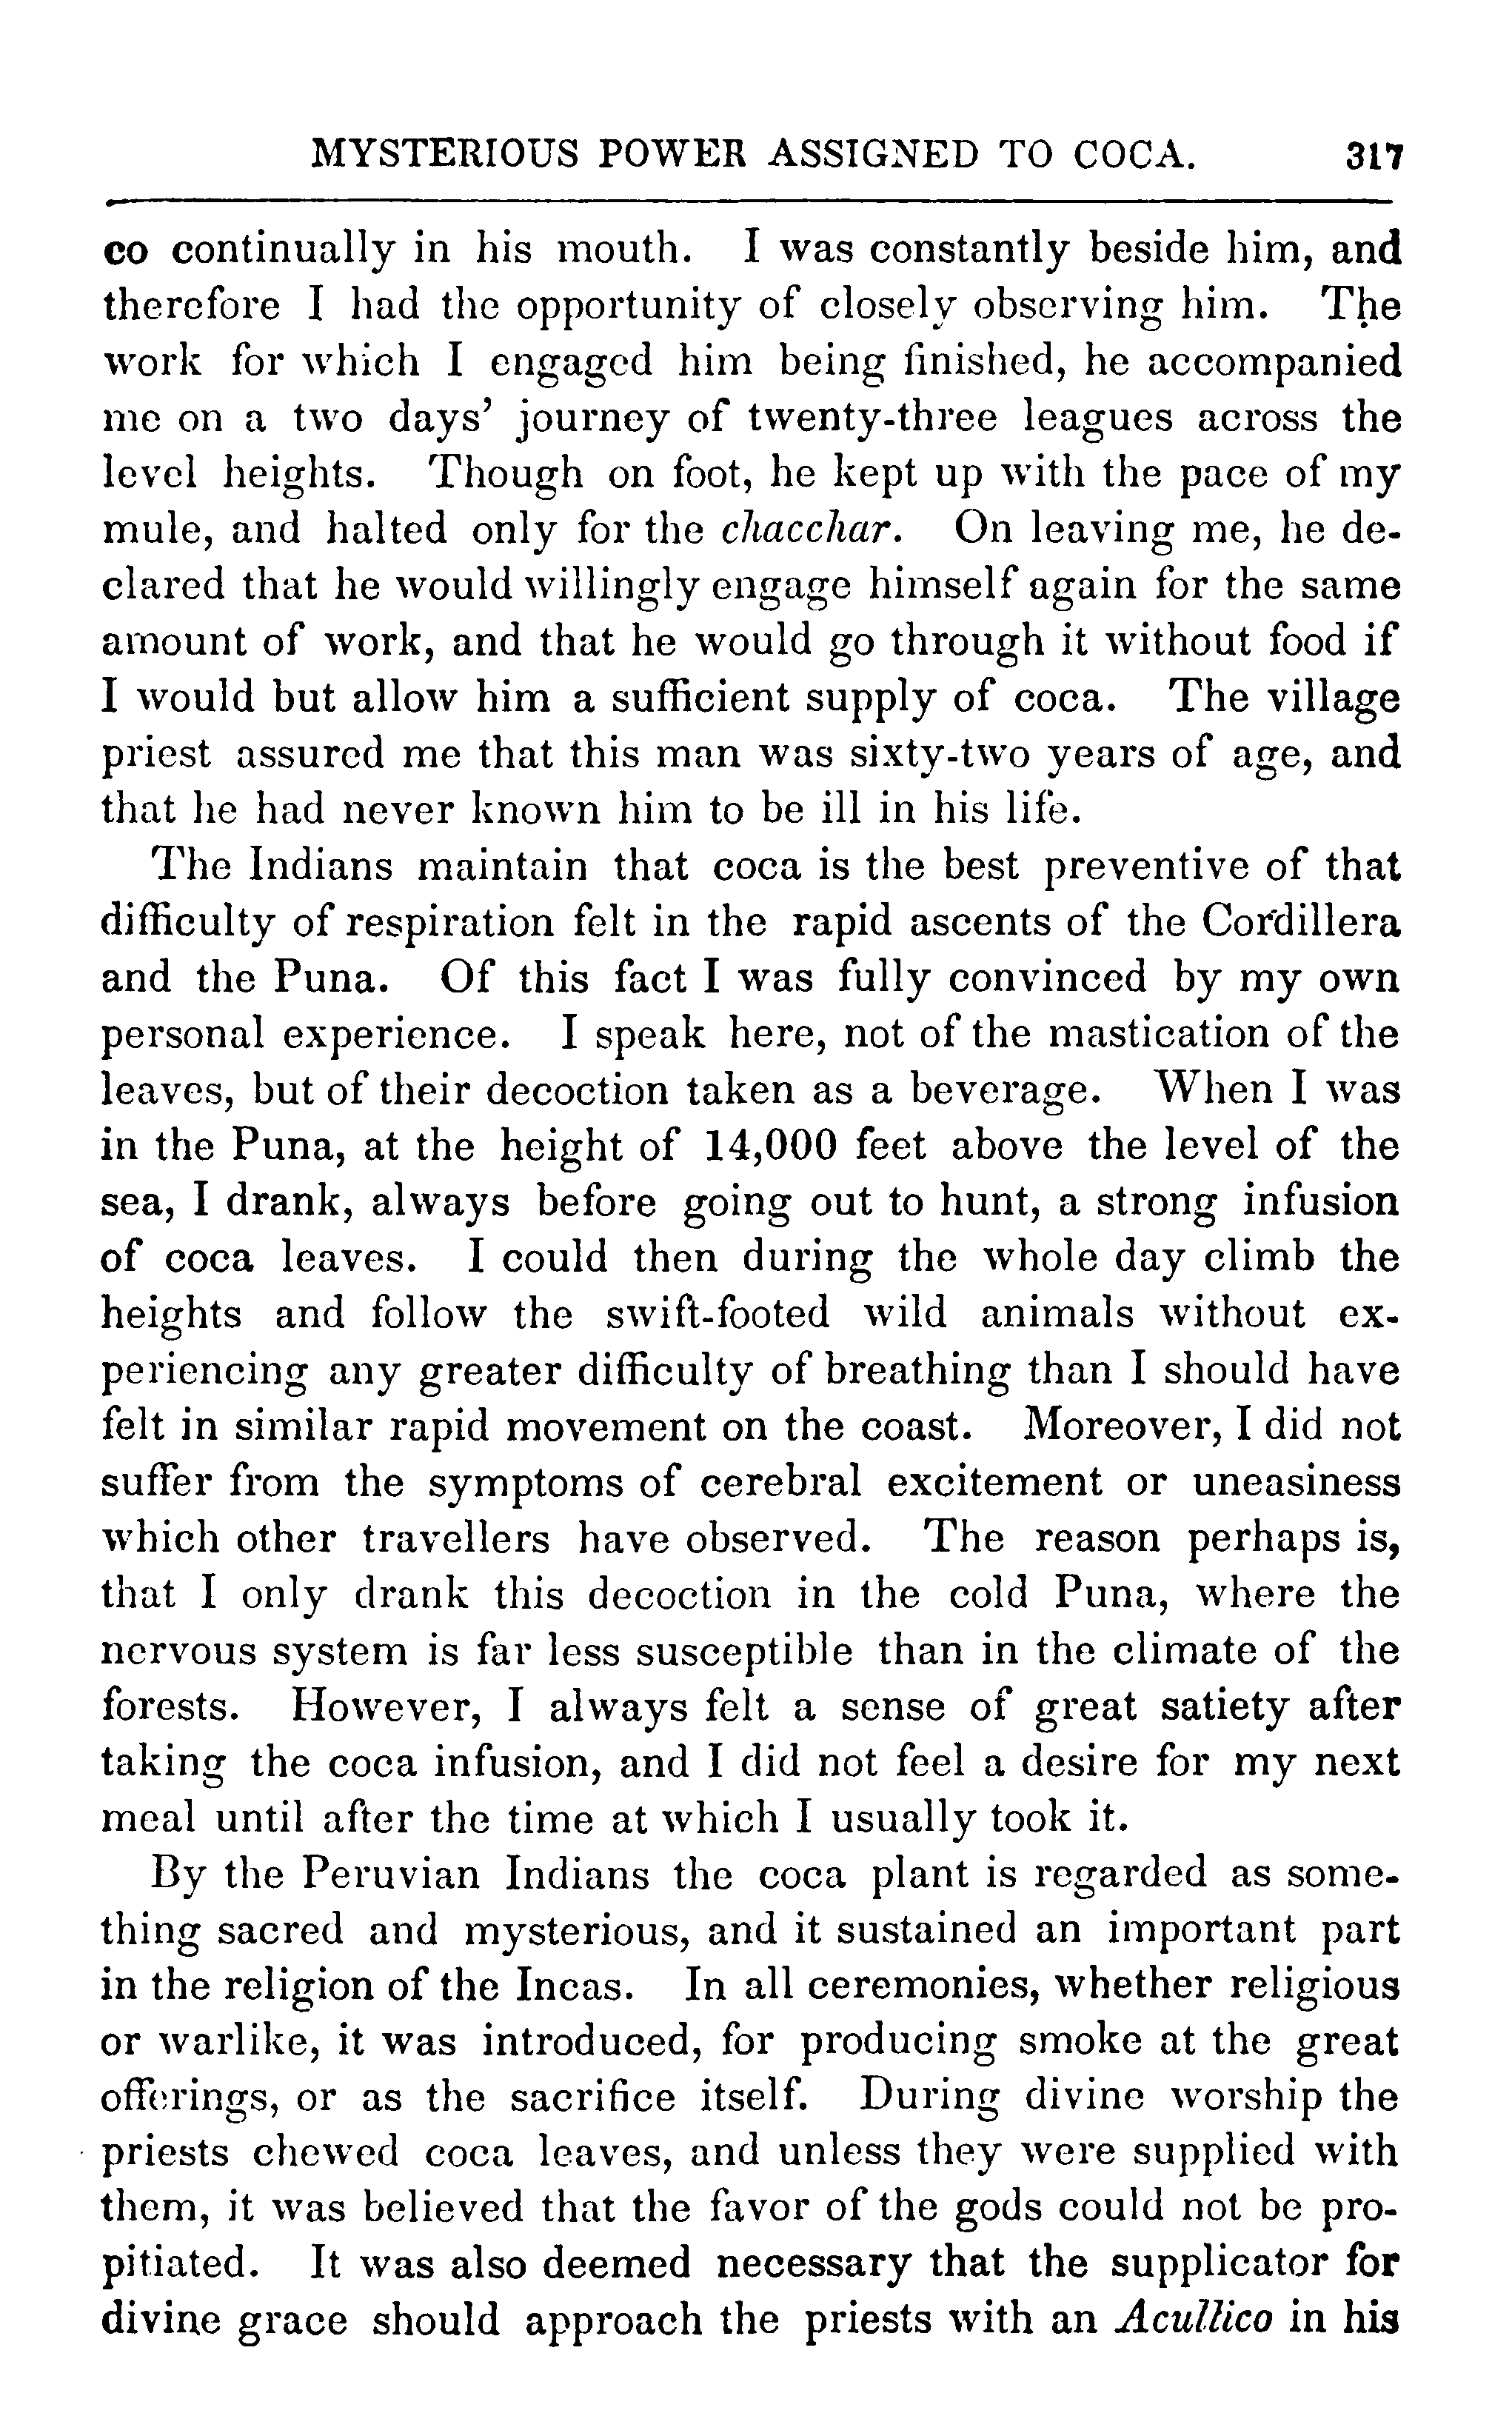 MYSTERIOUS POWER ASSIGNED TO COCA. 317
co continually in his mouth. I was constantly beside him, and
therefore I had the opportunity of closely observing him. The
work for which I engaged him being finished, he accompanied
me on a two days’ journey of twenty-three leagues across the
level heights. Though on foot, he kept up with the pace of my
mule, and halted only for the chacchar. On leaving me, he de-
clared that he would willingly engage himself again for the same
amount of work, and that he would go through it without food if
I would but allow him a sufficient supply of coca. The village
priest assured me that this man was sixty-two years of age, and
that he had never known him to be ill in his life.
The Indians maintain that coca is the best preventive of that
difficulty of respiration felt in the rapid ascents of the Cordillera
and the Puna. Of this fact I was fully convinced by my own
personal experience. I speak here, not of the mastication of the
leaves, but of their decoction taken as a beverage. When I was
in the Puna, at the height of 14,000 feet above the level of the
sea, I drank, always before going out to hunt, a strong infusion
of coca leaves. I could then during the whole day climb the
heights and follow the swift-footed wild animals without ex-
periencing any greater difficulty of breathing than I should have
felt in similar rapid movement on the coast. Moreover, I did not
suffer from the symptoms of cerebral excitement or uneasiness
which other travellers have observed. The reason perhaps is,
that I only drank this decoction in the cold Puna, where the
nervous system is far less susceptible than in the climate of the
forests. However, I always felt a sense of great satiety after
taking the coca infusion, and I did not feel a desire for my next
meal until after the time at which I usually took it.
By the Peruvian Indians the coca plant is regarded as some-
thing sacred and mysterious, and it sustained an important part
in the religion of the Incas. In all ceremonies, whether religious
or warlike, it was introduced, for producing smoke at the great
offerings, or as the sacrifice itself. During divine worship the
priests chewed coca leaves, and unless they were supplied with
them, it was believed that the favor of the gods could not be pro-
pitiated. It was also deemed necessary that the supplicator for
divine grace should approach the priests with an Acullico in his